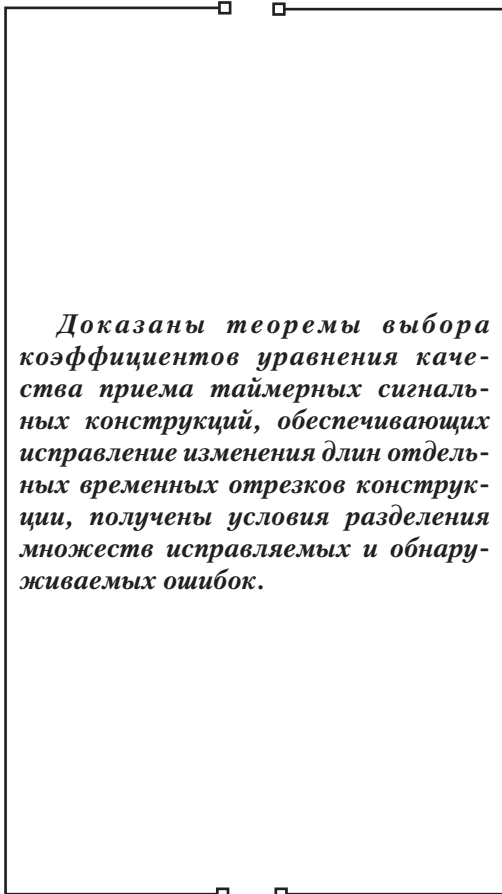 Доказаны теоремы выбора
коэффициентов уравнения каче-
ства приема таймерных сигналь-
ных конструкций, обеспечивающих
исправление изменения длин отдель-
ных временных отрезков конструк-
ции, получены условия разделения
множеств исправляемых и обнару-
живаемых ошибок.